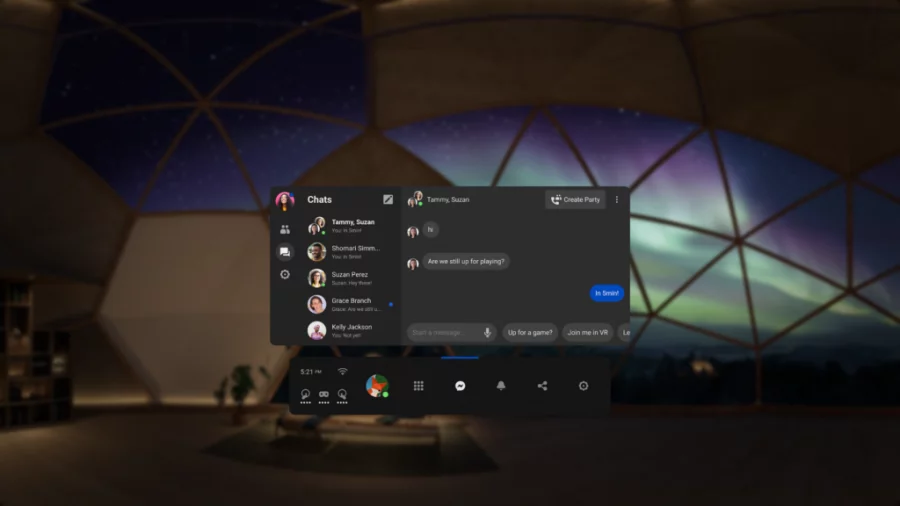 Chats
Tammy, Suzan
You: In 5min!
Shomari Simm...
You: In 5min!
Suzan Perez
Suzan: Hey there!
Grace Branch
Grace: Are we still u...
Kelly Jackson
You: Not yet
Tammy, Suzan
Create Party
hi
Are we still up for playing?
In 5min!
Start a message...
Up for a game?
Join me in VR
Le
5:21 PM